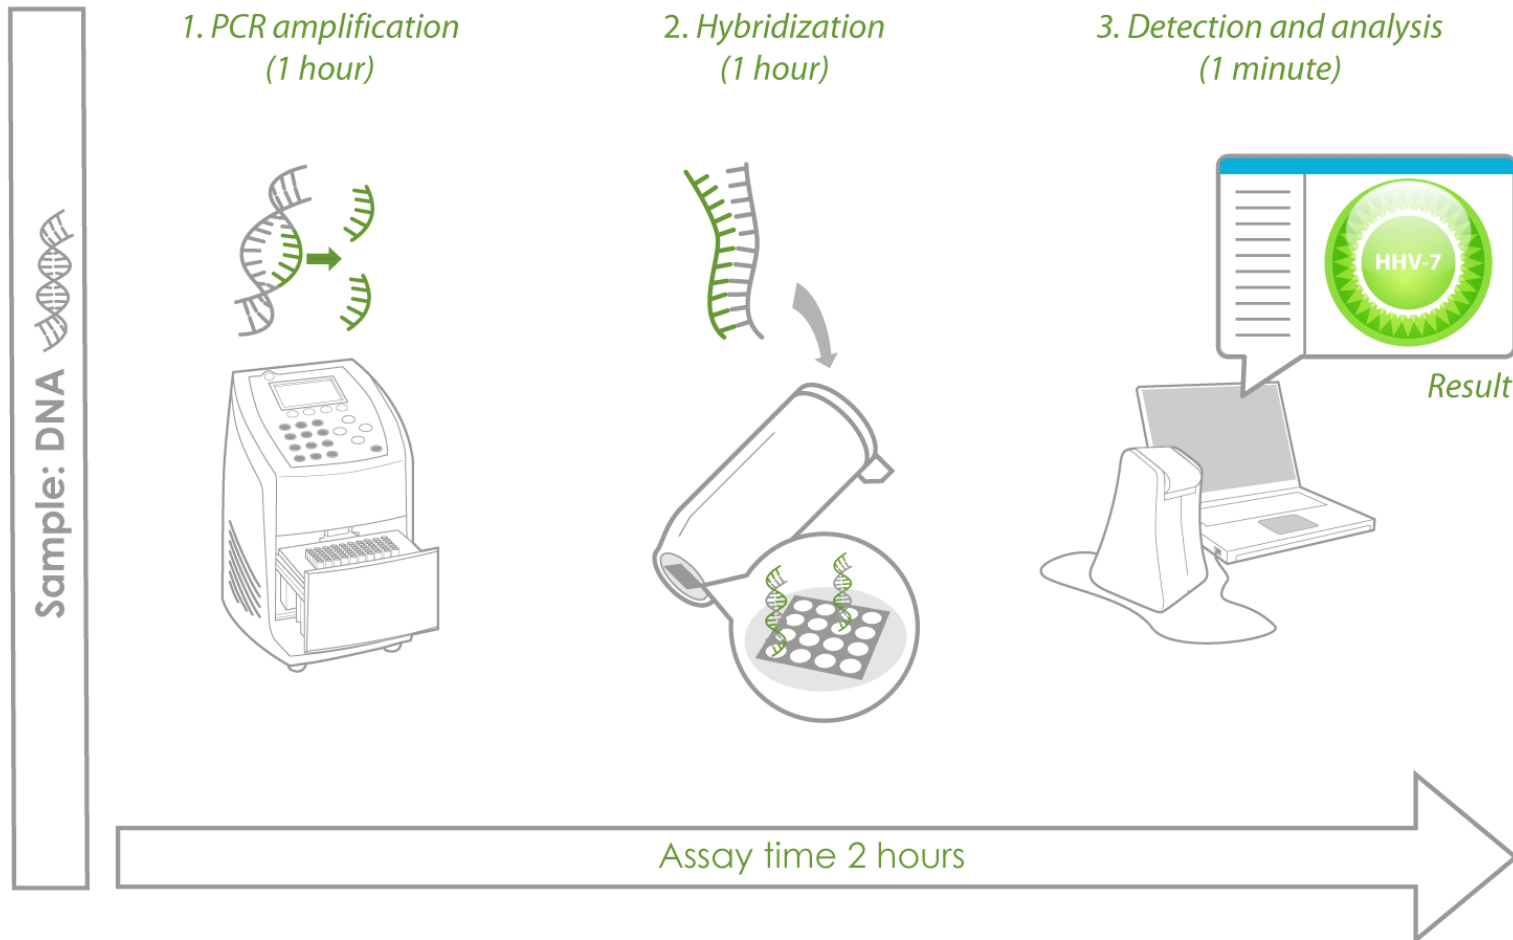 Sample: DNA
1. PCR amplification
(1 hour)
2. Hybridization
(1 hour)
3. Detection and analysis
(1 minute)
HHV-7
Result
Assay time 2 hours